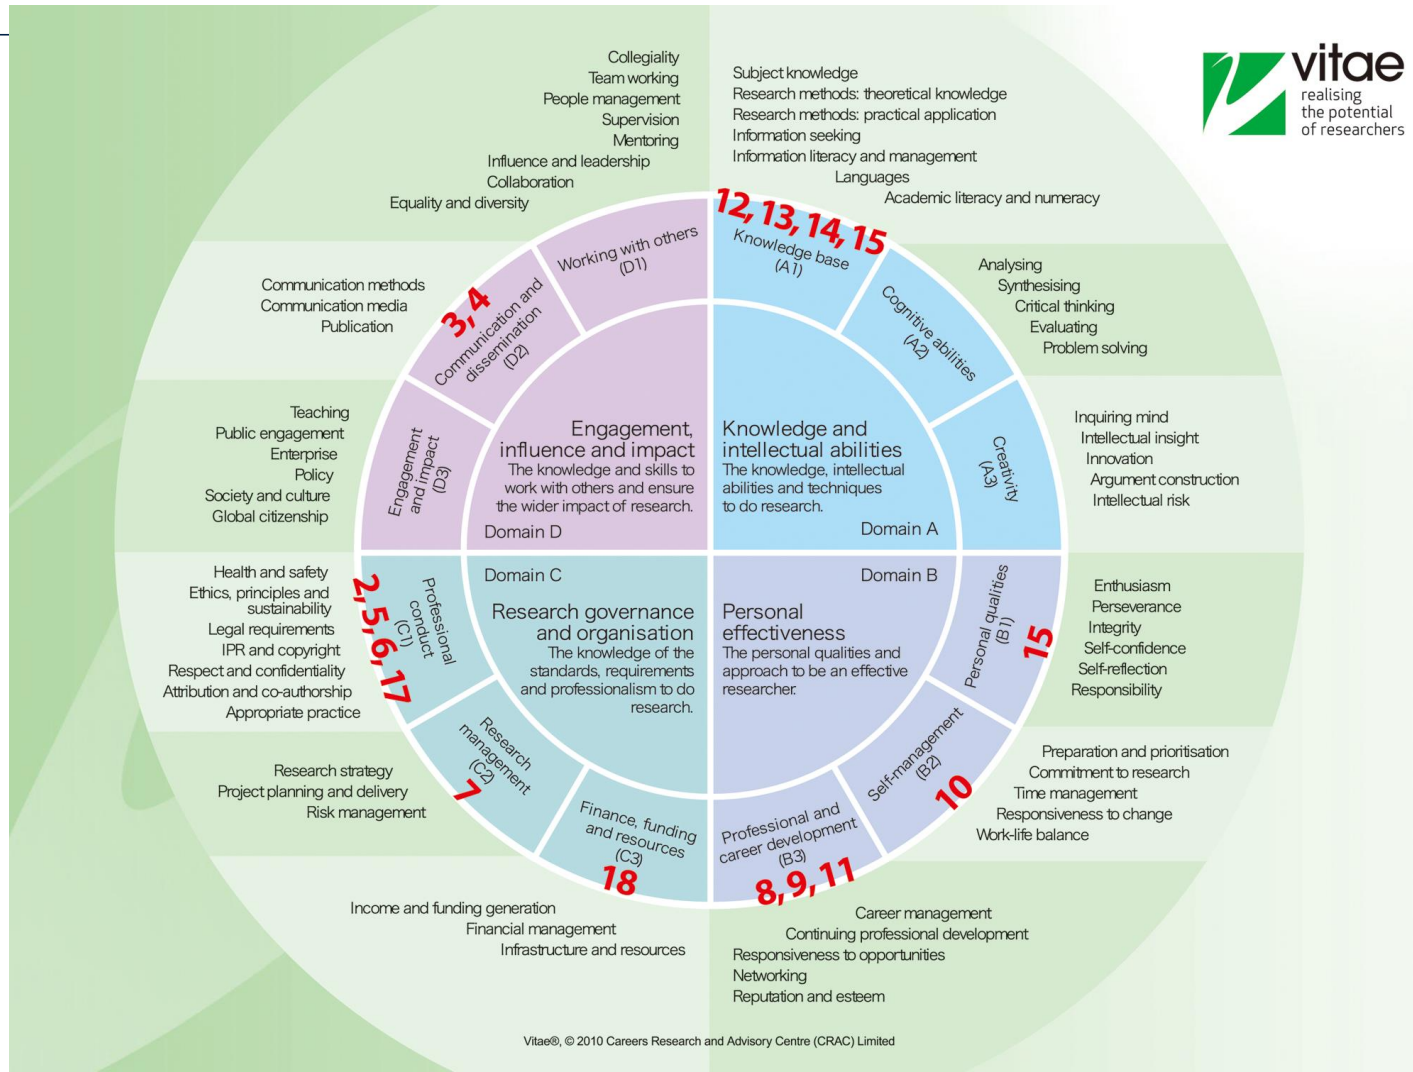 vitae
realising
the potential
of researchers
Collegiality
Team working
People management
Supervision
Mentoring
Influence and leadership
Collaboration
Equality and diversity
Subject knowledge
Research methods: theoretical knowledge
Research methods: practical application
Information seeking
Information literacy and management
Languages
Academic literacy and numeracy
12, 13, 14, 15
Knowledge base
(A1)
Working with others
(D1)
Communication methods
Communication media
Publication
3, 4
Communication and
dissemination
(D2)
Cognitive abilities
(A2)
Analysing
Synthesising
Critical thinking
Evaluating
Problem solving
Teaching
Public engagement
Enterprise
Policy
Society and culture
Global citizenship
Engagement
and impact
(D3)
Engagement,
influence and impact
The knowledge and skills to
work with others and ensure
the wider impact of research.
Domain D
Knowledge and
intellectual abilities
The knowledge, intellectual
abilities and techniques
to do research.
Domain A
Creativity
(A3)
Inquiring mind
Intellectual insight
Innovation
Argument construction
Intellectual risk
Health and safety
Ethics, principles and
sustainability
Legal requirements
IPR and copyright
Respect and confidentiality
Attribution and co-authorship
Appropriate practice
2, 5, 6, 17
Professional
conduct
(C1)
Domain C
Research governance
and organisation
The knowledge of the
standards, requirements
and professionalism to do
research.
Domain B
Personal
effectiveness
The personal qualities and
approach to be an effective
researcher.
Personal qualities
(B1)
15
Enthusiasm
Perseverance
Integrity
Self-confidence
Self-reflection
Responsibility
Research strategy
Project planning and delivery
Risk management
Research
management
(C2)
7
Self-management
(B2)
10
Preparation and prioritisation
Commitment to research
Time management
Responsiveness to change
Work-life balance
Finance, funding
and resources
(C3)
18
Professional and
career development
(B3)
8, 9, 11
Income and funding generation
Financial management
Infrastructure and resources
Career management
Continuing professional development
Responsiveness to opportunities
Networking
Reputation and esteem
Vitae®, © 2010 Careers Research and Advisory Centre (CRAC) Limited